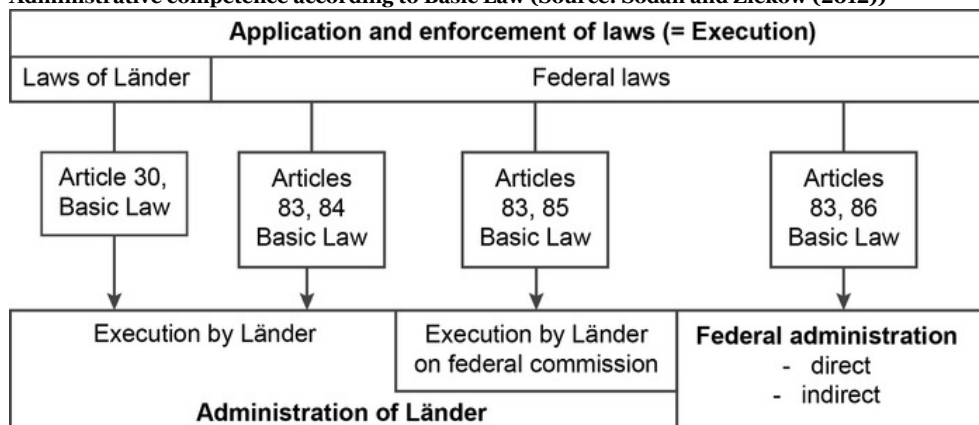 Administrative competence according to Basic Law (Source: Sodan and Ziekow (2012))
Application and enforcement of laws (= Execution)
Laws of Länder
Federal laws
Article 30,
Basic Law
Articles
83, 84
Basic Law
Articles
83, 85
Basic Law
Articles
83, 86
Basic Law
Execution by Länder
Execution by Länder
on federal commission
Administration of Länder
Federal administration
- direct
- indirect